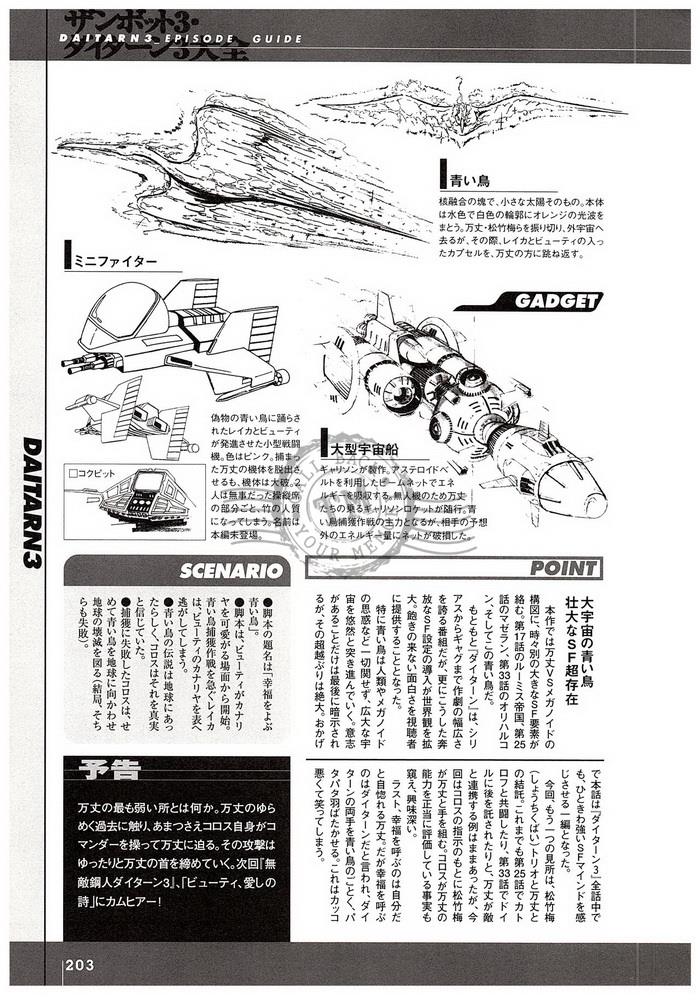 ザンボット3・
ダイターン3大全
DAITARN3 EPISODE GUIDE
青い鳥
核融合の塊で、小さな太陽そのもの。本体
は水色で白色の輪郭にオレンジの光波を
まとう。万丈・松竹梅らを振り切り、外宇宙へ
去るが、その際、レイカとビューティの入っ
たカプセルを、万丈の方に跳ね返す。
ミニファイター
GADGET
偽物の青い鳥に踊らさ
れたレイカとビューティ
が発進させた小型戦闘
機。色はピンク。捕まっ
た万丈の機体を脱出さ
せるも、機体は大破。2
人は無事だった操縦席
の部分ごと、竹の人質
になってしまう。名前は
本編未登場。
□コクピット
大型宇宙船
ギャリソンが製作。アステロイドベ
ルトを利用したビームネットでエネ
ルギーを吸収する。無人機のため万丈
たちの乗るギャリソンロケットが随行。青
い鳥捕獲作戦の主力となるが、相手の予想
外のエネルギー量にネットが破損した。
DAITARN3
SCENARIO
●脚本の題名は「幸福をよぶ
青い鳥」。
●脚本は、ビューティがカナリ
ヤを可愛がる場面から開始。
青い鳥捕獲作戦を急ぐレイカ
は、ビューティのカナリヤを表へ
逃がしてしまう。
●青い鳥の伝説は地球にあっ
たらしく、コロスはそれを真実
と信じていた。
●捕獲に失敗したコロスは、せ
めて青い鳥を地球に向かわせ
地球の壊滅を図る(結局、そち
らも失敗)。
POINT
大宇宙の青い鳥
壮大なSF超存在
本作では万丈VSメガノイドの
構図に、時々別の大きなSF要素が
絡む。第17話のルーミス帝国、第25
話のマゼラン、第33話のオリハルコ
ン、そしてこの青い鳥だ。
もともと『ダイターン』は、シリ
アスからギャグまで作劇の幅広さ
を誇る番組だが、更にこうした奔
放なSF設定の導入が世界観を拡
大。飽きの来ない面白さを視聴者
に提供することとなった。
特に青い鳥は人類やメガノイド
の思惑など一切関せず、広大な宇
宙を悠然と突き進んでいく。意志
があることだけは最後に暗示され
るが、その超越ぶりは絶大。おかげ
で本話は『ダイターン3』全話中で
も、ひときわ強いSFマインドを感
じさせる一編となった。
今回、もう一つの見所は、松竹梅
(しょうちくばい)トリオと万丈と
の結託。これまでも第25話でカト
ロフと共闘したり、第33話でドイ
ルに後を託されたりと、万丈が敵
と連携する例はままあったが、今
回はコロスの指示のもとに松竹梅
が万丈と手を組む。コロスが万丈の
能力を正当に評価している事実も
窺え、興味深い。
ラスト、幸福を呼ぶのは自分だ
と自惚れる万丈。だが幸福を呼ぶ
のはダイターンだと言われ、ダイ
ターンの両手を青い鳥のごとく、パ
タパタ羽ばたかせる。これはカッコ
悪くて笑ってしまう。
予告
万丈の最も弱い所とは何か。万丈のゆら
めく過去に触り、あまつさえコロス自身がコ
マンダーを操って万丈に迫る。その攻撃は
ゆったりと万丈の首を締めていく。次回『無
敵鋼人ダイターン3』、「ビューティ、愛しの
詩」にカムヒアー!
203